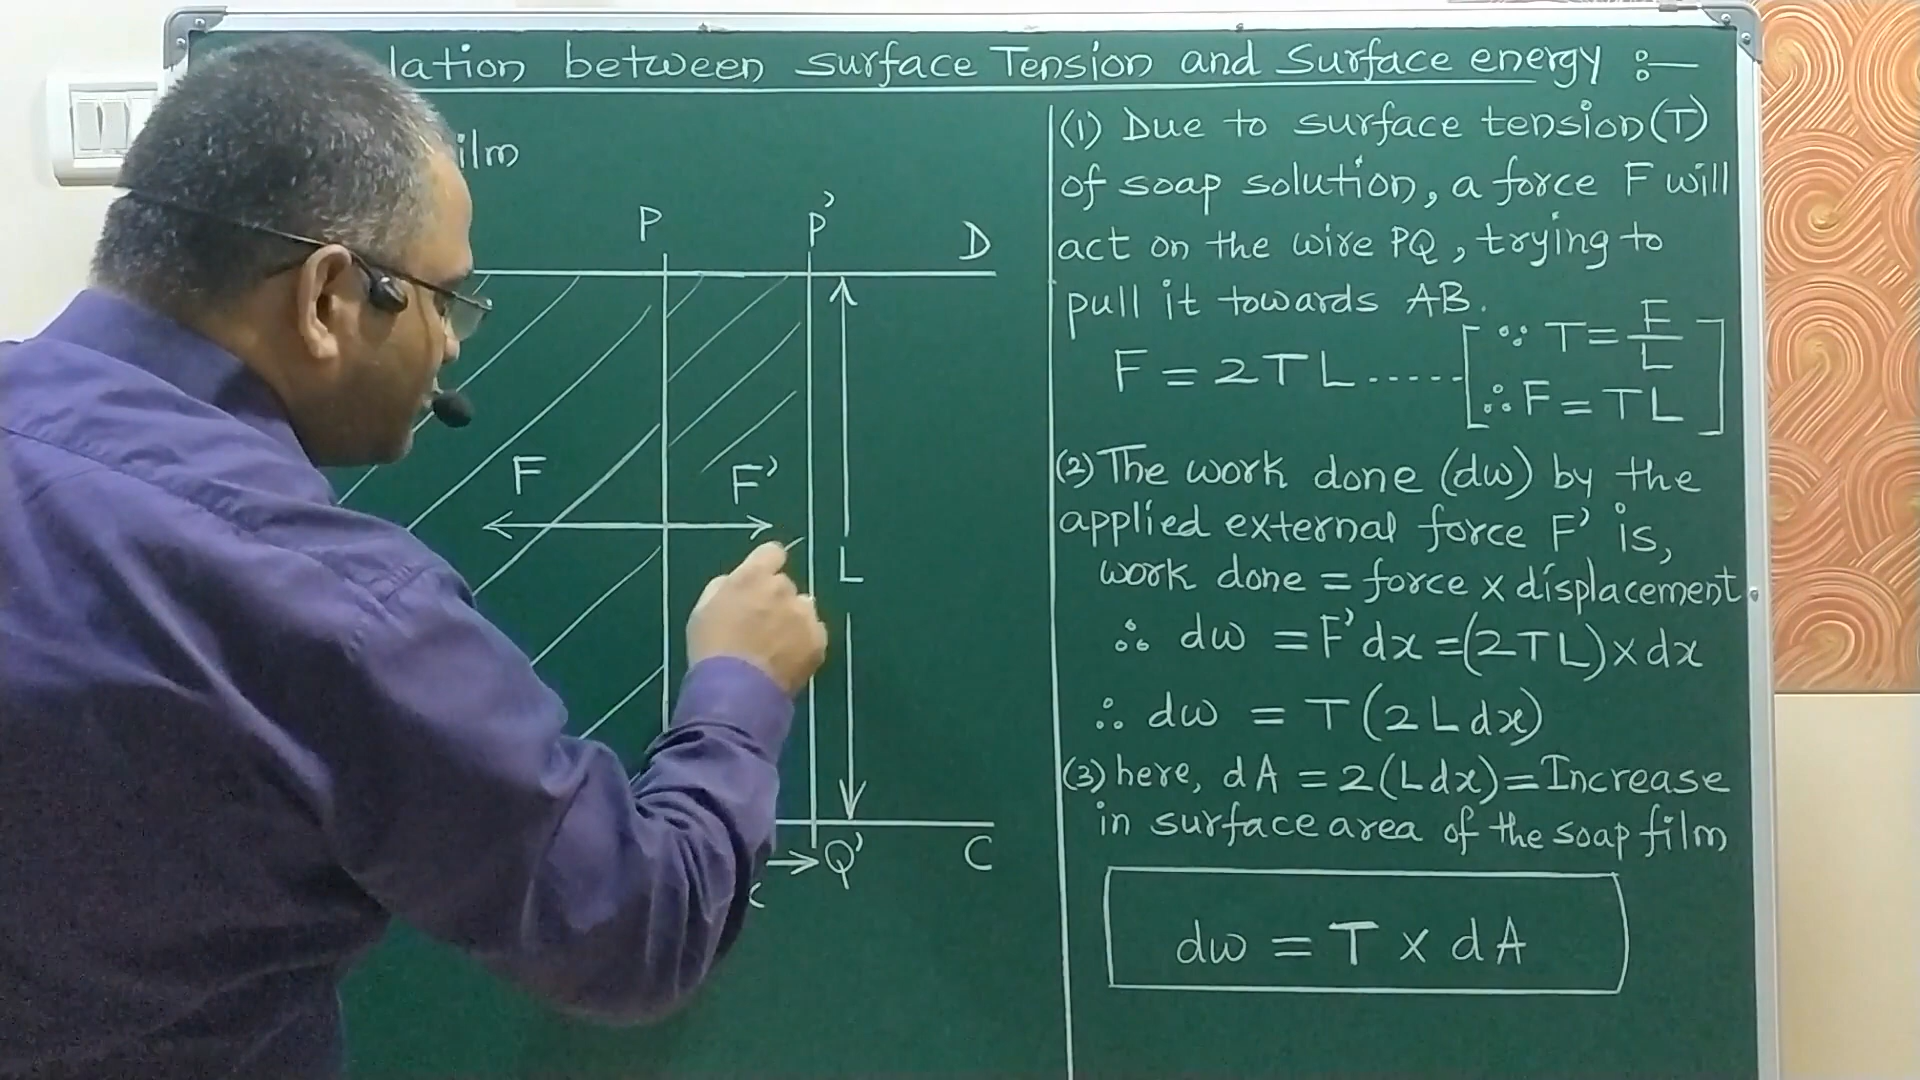 lation between surface Tension and Surface energy :—
ilm
P P' D
F F'
L
Q' C
(1) Due to surface tension(T)
of soap solution, a force F will
act on the wire PQ, trying to
pull it towards AB.
F = 2TL ..... [∵ T = F/L
∴ F = TL]
(2) The work done (dw) by the
applied external force F' is,
work done = force x displacement
∴ dw = F'dx = (2TL) x dx
∴ dw = T(2Ldx)
(3) here, dA = 2(Ldx) = Increase
in surface area of the soap film
dw = T x dA